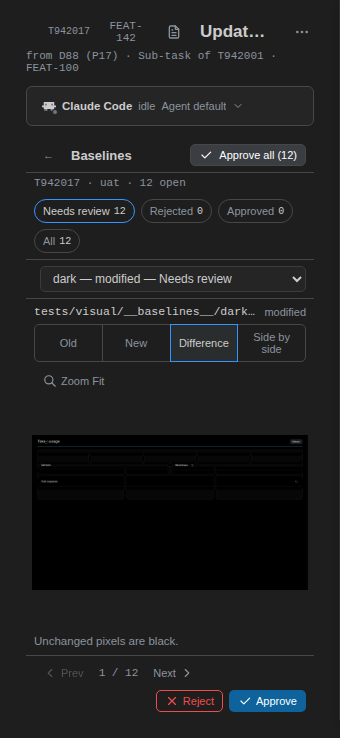 T942017
FEAT-142
Updat…
from D88 (P17) · Sub-task of T942001 ·
FEAT-100
Claude Code idle Agent default
← Baselines
Approve all (12)
T942017 · uat · 12 open
Needs review 12
Rejected 0
Approved 0
All 12
dark — modified — Needs review
tests/visual/__baselines__/dark…
modified
Old
New
Difference
Side by side
Zoom Fit
Unchanged pixels are black.
Prev
1 / 12
Next
Reject
Approve